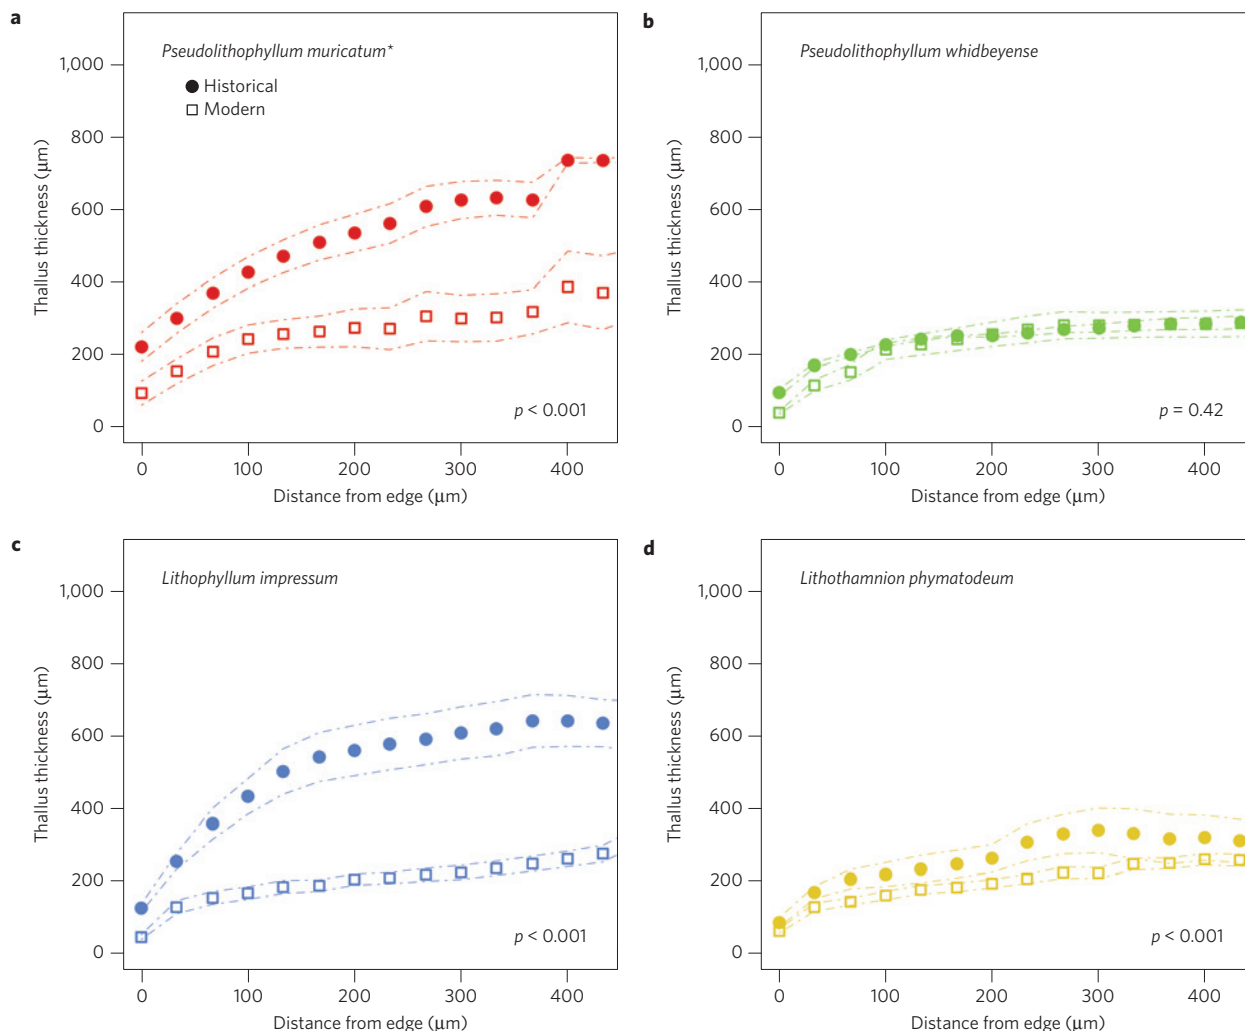 a
Pseudolithophyllum muricatum*
Historical
Modern
1,000
800
600
400
200
0
Thallus thickness (μm)
p < 0.001
0 100 200 300 400
Distance from edge (μm)
b
Pseudolithophyllum whidbeyense
1,000
800
600
400
200
0
Thallus thickness (μm)
p = 0.42
0 100 200 300 400
Distance from edge (μm)
c
Lithophyllum impressum
1,000
800
600
400
200
0
Thallus thickness (μm)
p < 0.001
0 100 200 300 400
Distance from edge (μm)
d
Lithothamnion phymatodeum
1,000
800
600
400
200
0
Thallus thickness (μm)
p < 0.001
0 100 200 300 400
Distance from edge (μm)